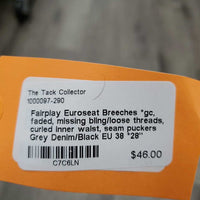 The Tack Collector
1000097-290
Fairplay Euroseat Breeches *gc,
faded, missing bling/loose threads,
curled inner waist, seam puckers
Grey Denim/Black EU 38 *28"
$46.00
C7C6LN